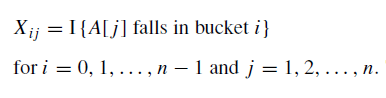 X_{ij} = I {A[j] falls in bucket i}
for i = 0, 1, . . . , n − 1 and j = 1, 2, . . . , n.